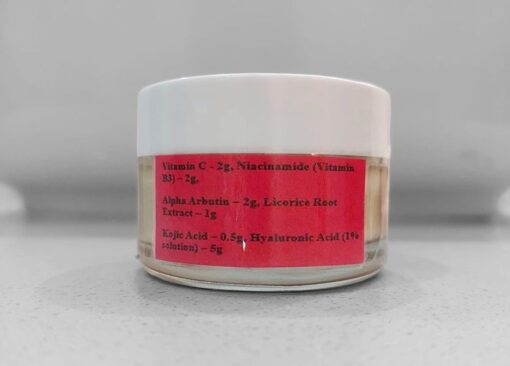 Vitamin C - 2g, Niacinamide (Vitamin
B3) – 2g,
Alpha Arbutin – 2g, Licorice Root
Extract – 1g
Kojic Acid – 0.5g, Hyaluronic Acid (1%
solution) – 5g